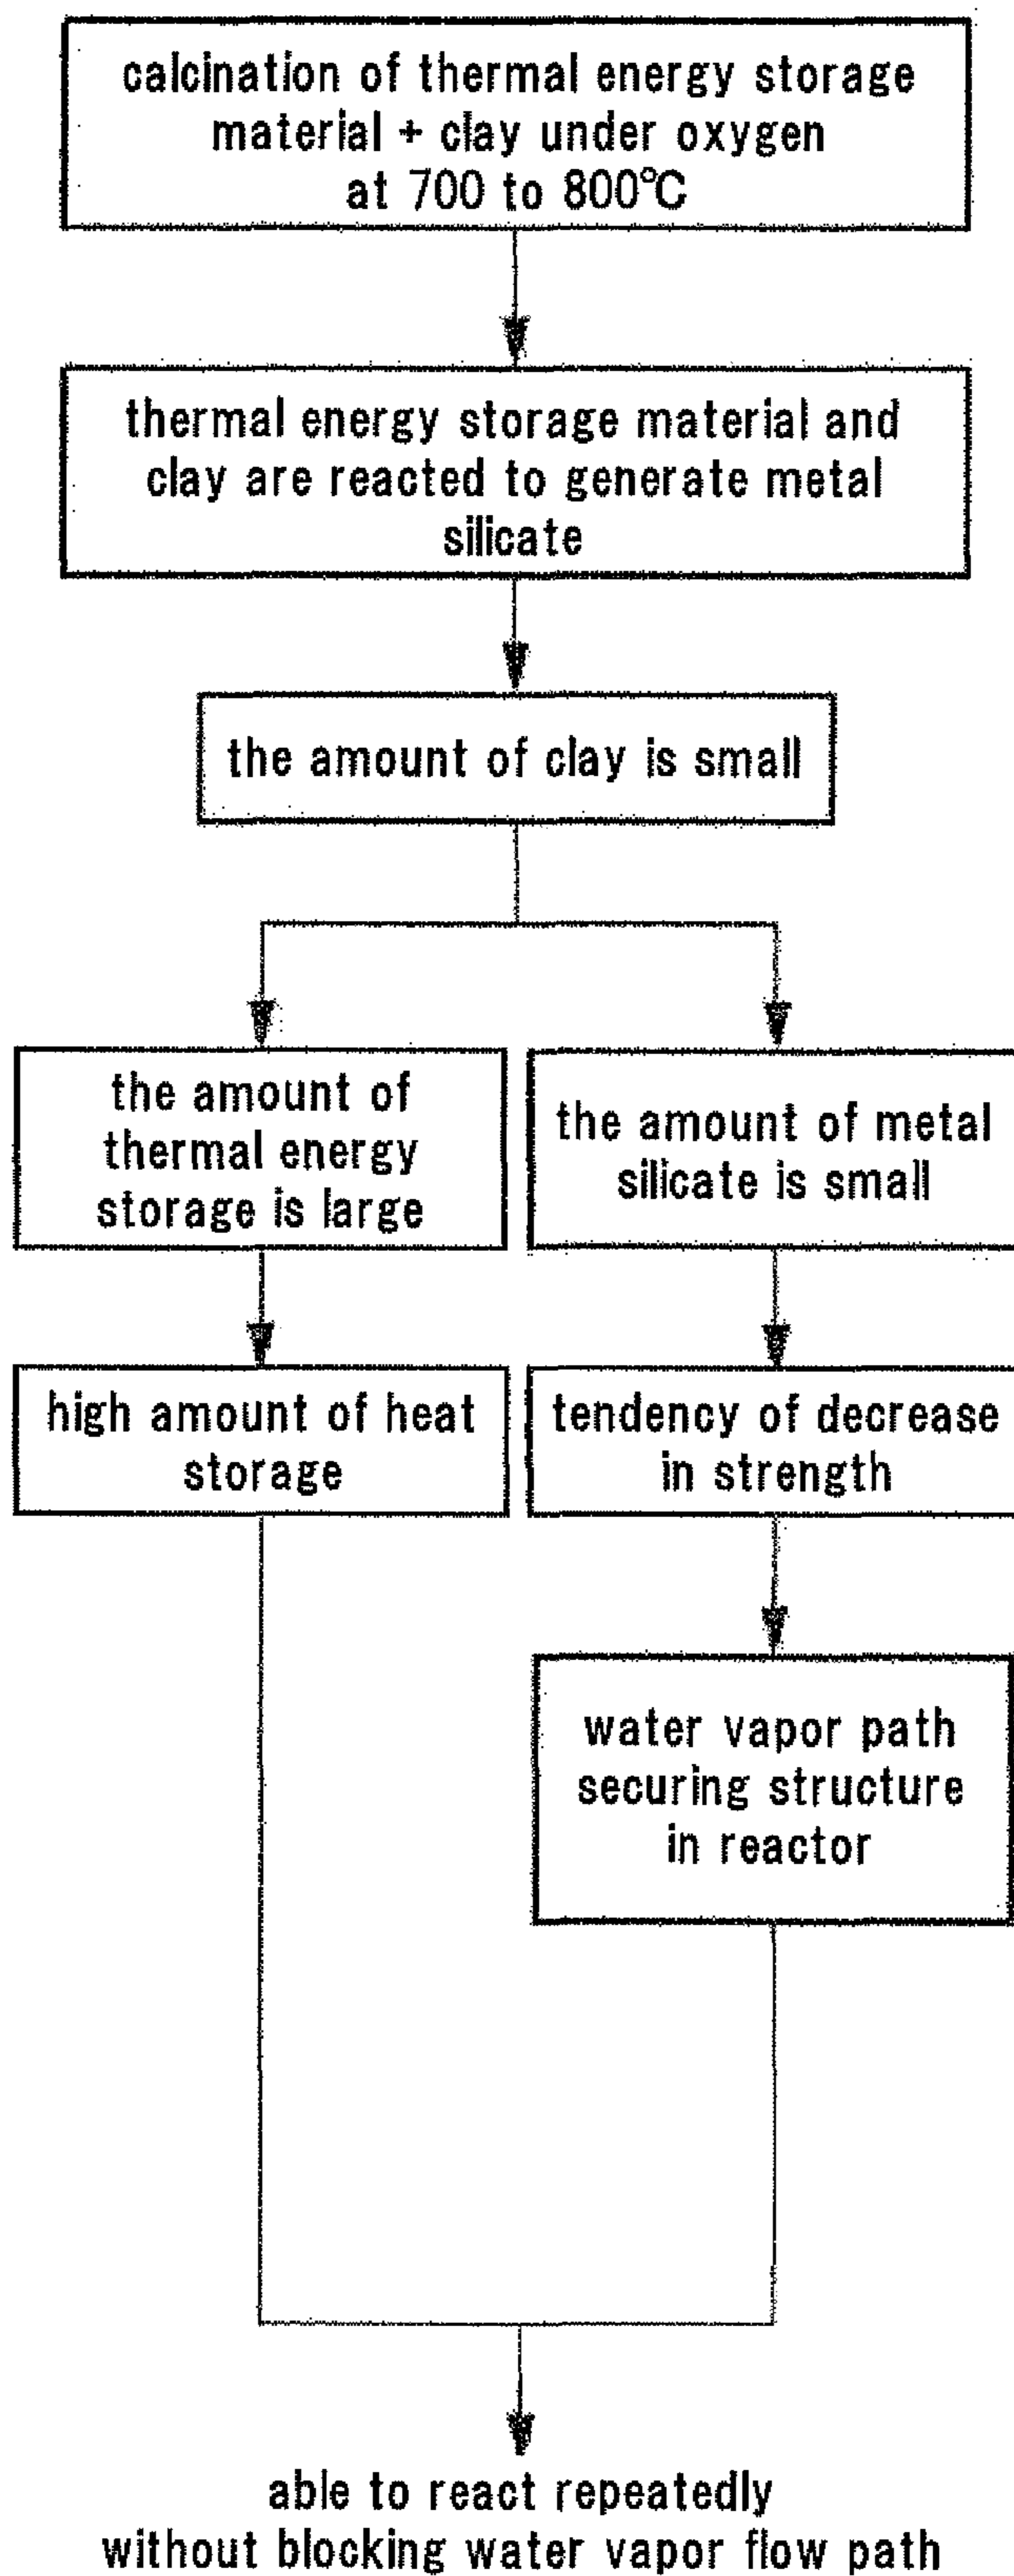 calcination of thermal energy storage
material + clay under oxygen
at 700 to 800°C
thermal energy storage material and
clay are reacted to generate metal
silicate
the amount of clay is small
the amount of
thermal energy
storage is large
the amount of metal
silicate is small
high amount of heat
storage
tendency of decrease
in strength
water vapor path
securing structure
in reactor
able to react repeatedly
without blocking water vapor flow path